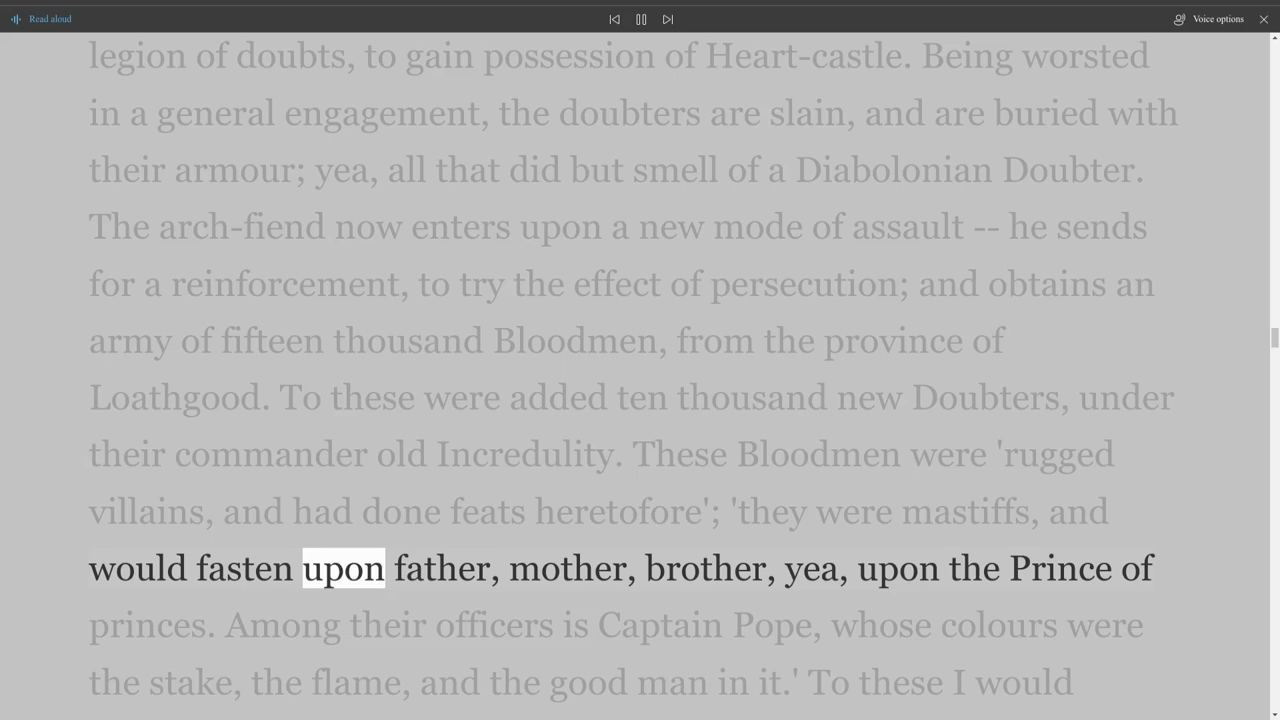 Read aloud
Voice options
legion of doubts, to gain possession of Heart-castle. Being worsted
in a general engagement, the doubters are slain, and are buried with
their armour; yea, all that did but smell of a Diabolonian Doubter.
The arch-fiend now enters upon a new mode of assault -- he sends
for a reinforcement, to try the effect of persecution; and obtains an
army of fifteen thousand Bloodmen, from the province of
Loathgood. To these were added ten thousand new Doubters, under
their commander old Incredulity. These Bloodmen were 'rugged
villains, and had done feats heretofore'; 'they were mastiffs, and
would fasten upon father, mother, brother, yea, upon the Prince of
princes. Among their officers is Captain Pope, whose colours were
the stake, the flame, and the good man in it.' To these I would